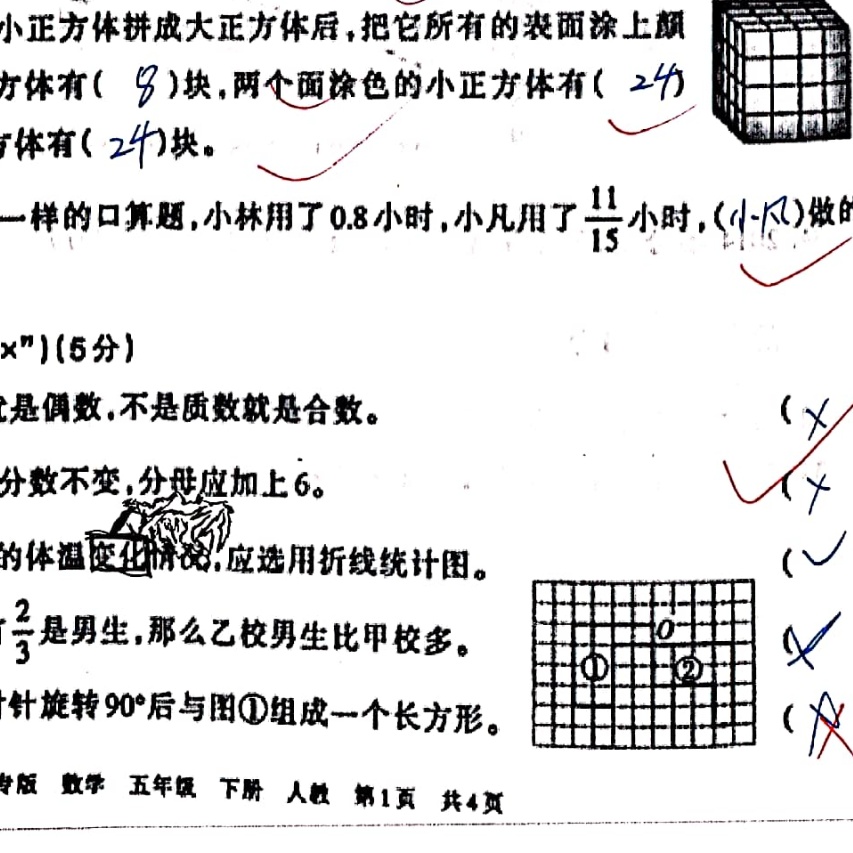 小正方体拼成大正方体后,把它所有的表面涂上颜
方体有( 8 )块,两个面涂色的小正方体有( 24)
方体有( 24)块。
一样的口算题,小林用了0.8小时,小凡用了11/15小时,(小凡)做的
×")(5分)
是偶数,不是质数就是合数。 ( ×
分数不变,分母应加上6。 ( ×
的体温变化情况,应选用折线统计图。 ( ✓
2/3是男生,那么乙校男生比甲校多。 ( ×
O
① ②
针旋转90°后与图①组成一个长方形。 ( ×
专版 数学 五年级 下册 人教 第1页 共4页